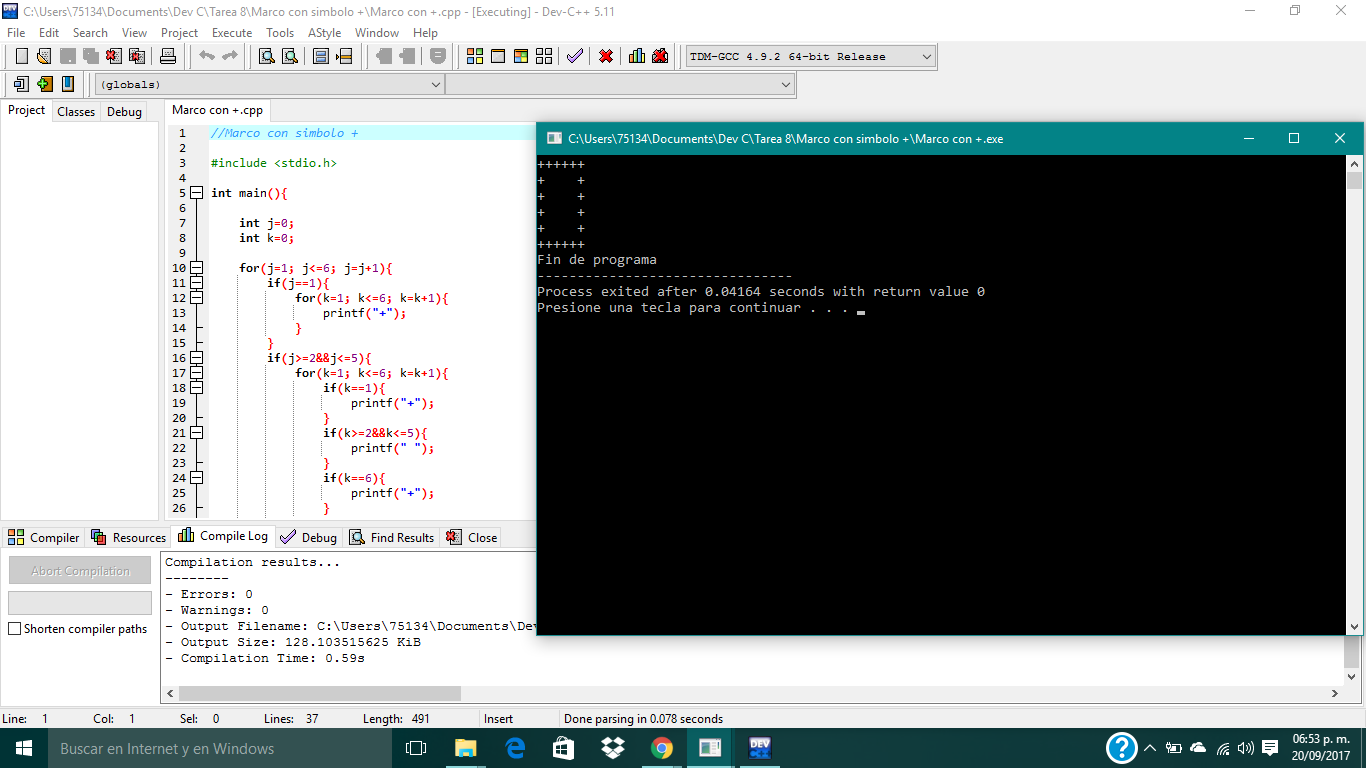 C:\Users\75134\Documents\Dev C\Tarea 8\Marco con simbolo +\Marco con +.cpp - [Executing] - Dev-C++ 5.11
File Edit Search View Project Execute Tools AStyle Window Help
TDM-GCC 4.9.2 64-bit Release
(globals)
Project Classes Debug
Marco con +.cpp
1 //Marco con simbolo +
2
3 #include <stdio.h>
4
5 int main(){
6
7 int j=0;
8 int k=0;
9
10 for(j=1; j<=6; j=j+1){
11 if(j==1){
12 for(k=1; k<=6; k=k+1){
13 printf("+");
14 }
15 }
16 if(j>=2&&j<=5){
17 for(k=1; k<=6; k=k+1){
18 if(k==1){
19 printf("+");
20 }
21 if(k>=2&&k<=5){
22 printf(" ");
23 }
24 if(k==6){
25 printf("+");
26 }
C:\Users\75134\Documents\Dev C\Tarea 8\Marco con simbolo +\Marco con +.exe
++++++
+    +
+    +
+    +
+    +
++++++
Fin de programa
--------------------------------
Process exited after 0.04164 seconds with return value 0
Presione una tecla para continuar . . .
Compiler Resources Compile Log Debug Find Results Close
Abort Compilation
Shorten compiler paths
Compilation results...
--------
- Errors: 0
- Warnings: 0
- Output Filename: C:\Users\75134\Documents\De
- Output Size: 128.103515625 KiB
- Compilation Time: 0.59s
Line: 1 Col: 1 Sel: 0 Lines: 37 Length: 491 Insert Done parsing in 0.078 seconds
Buscar en Internet y en Windows
DEV
06:53 p. m.
20/09/2017